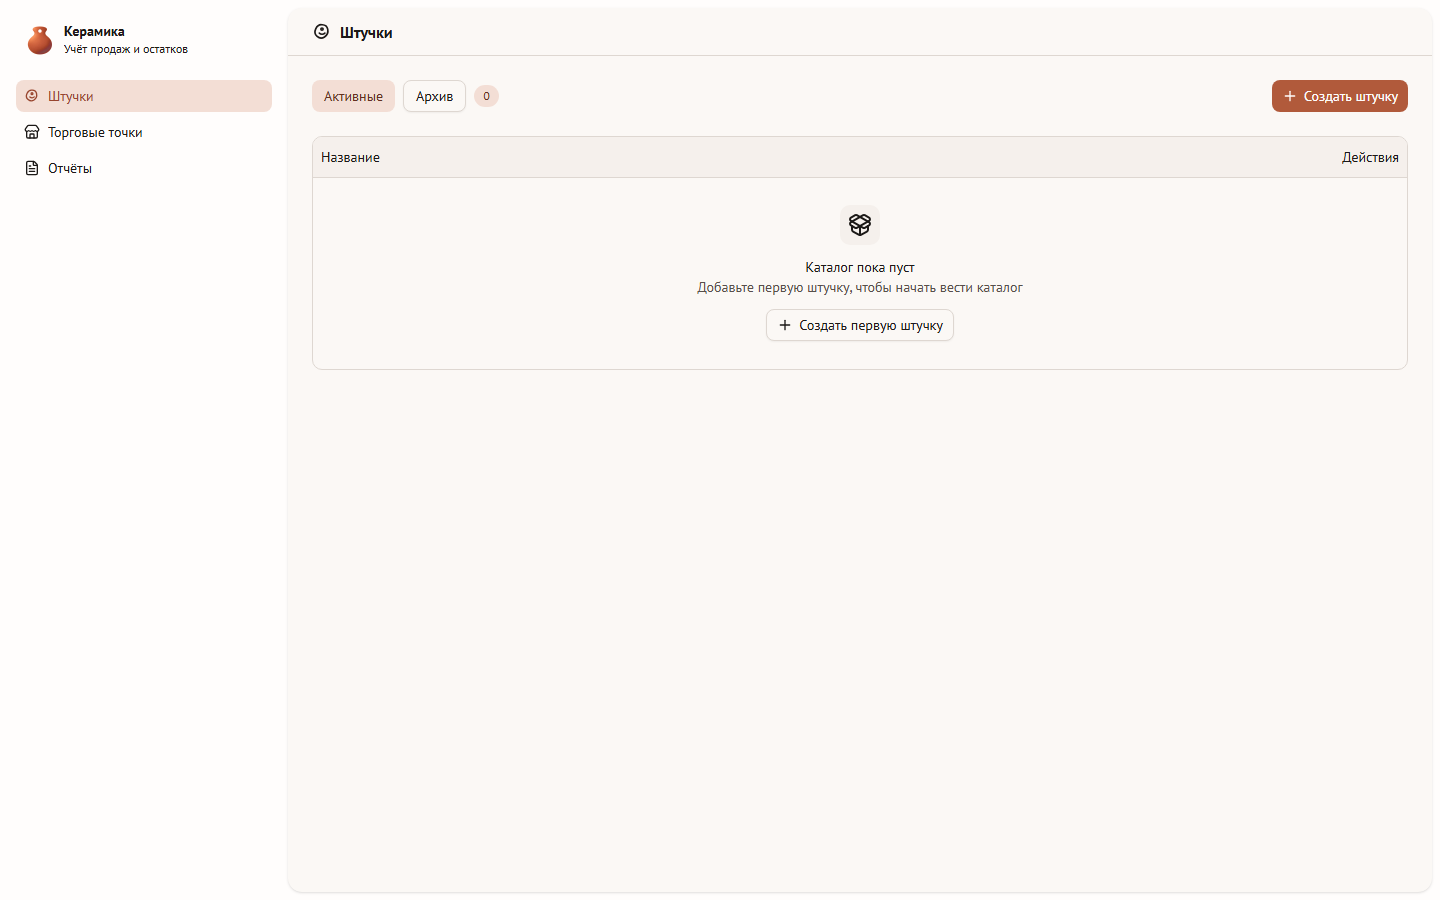 Керамика
Учёт продаж и остатков
Штучки
Торговые точки
Отчёты
Штучки
Активные
Архив
0
Создать штучку
Название
Действия
Каталог пока пуст
Добавьте первую штучку, чтобы начать вести каталог
Создать первую штучку